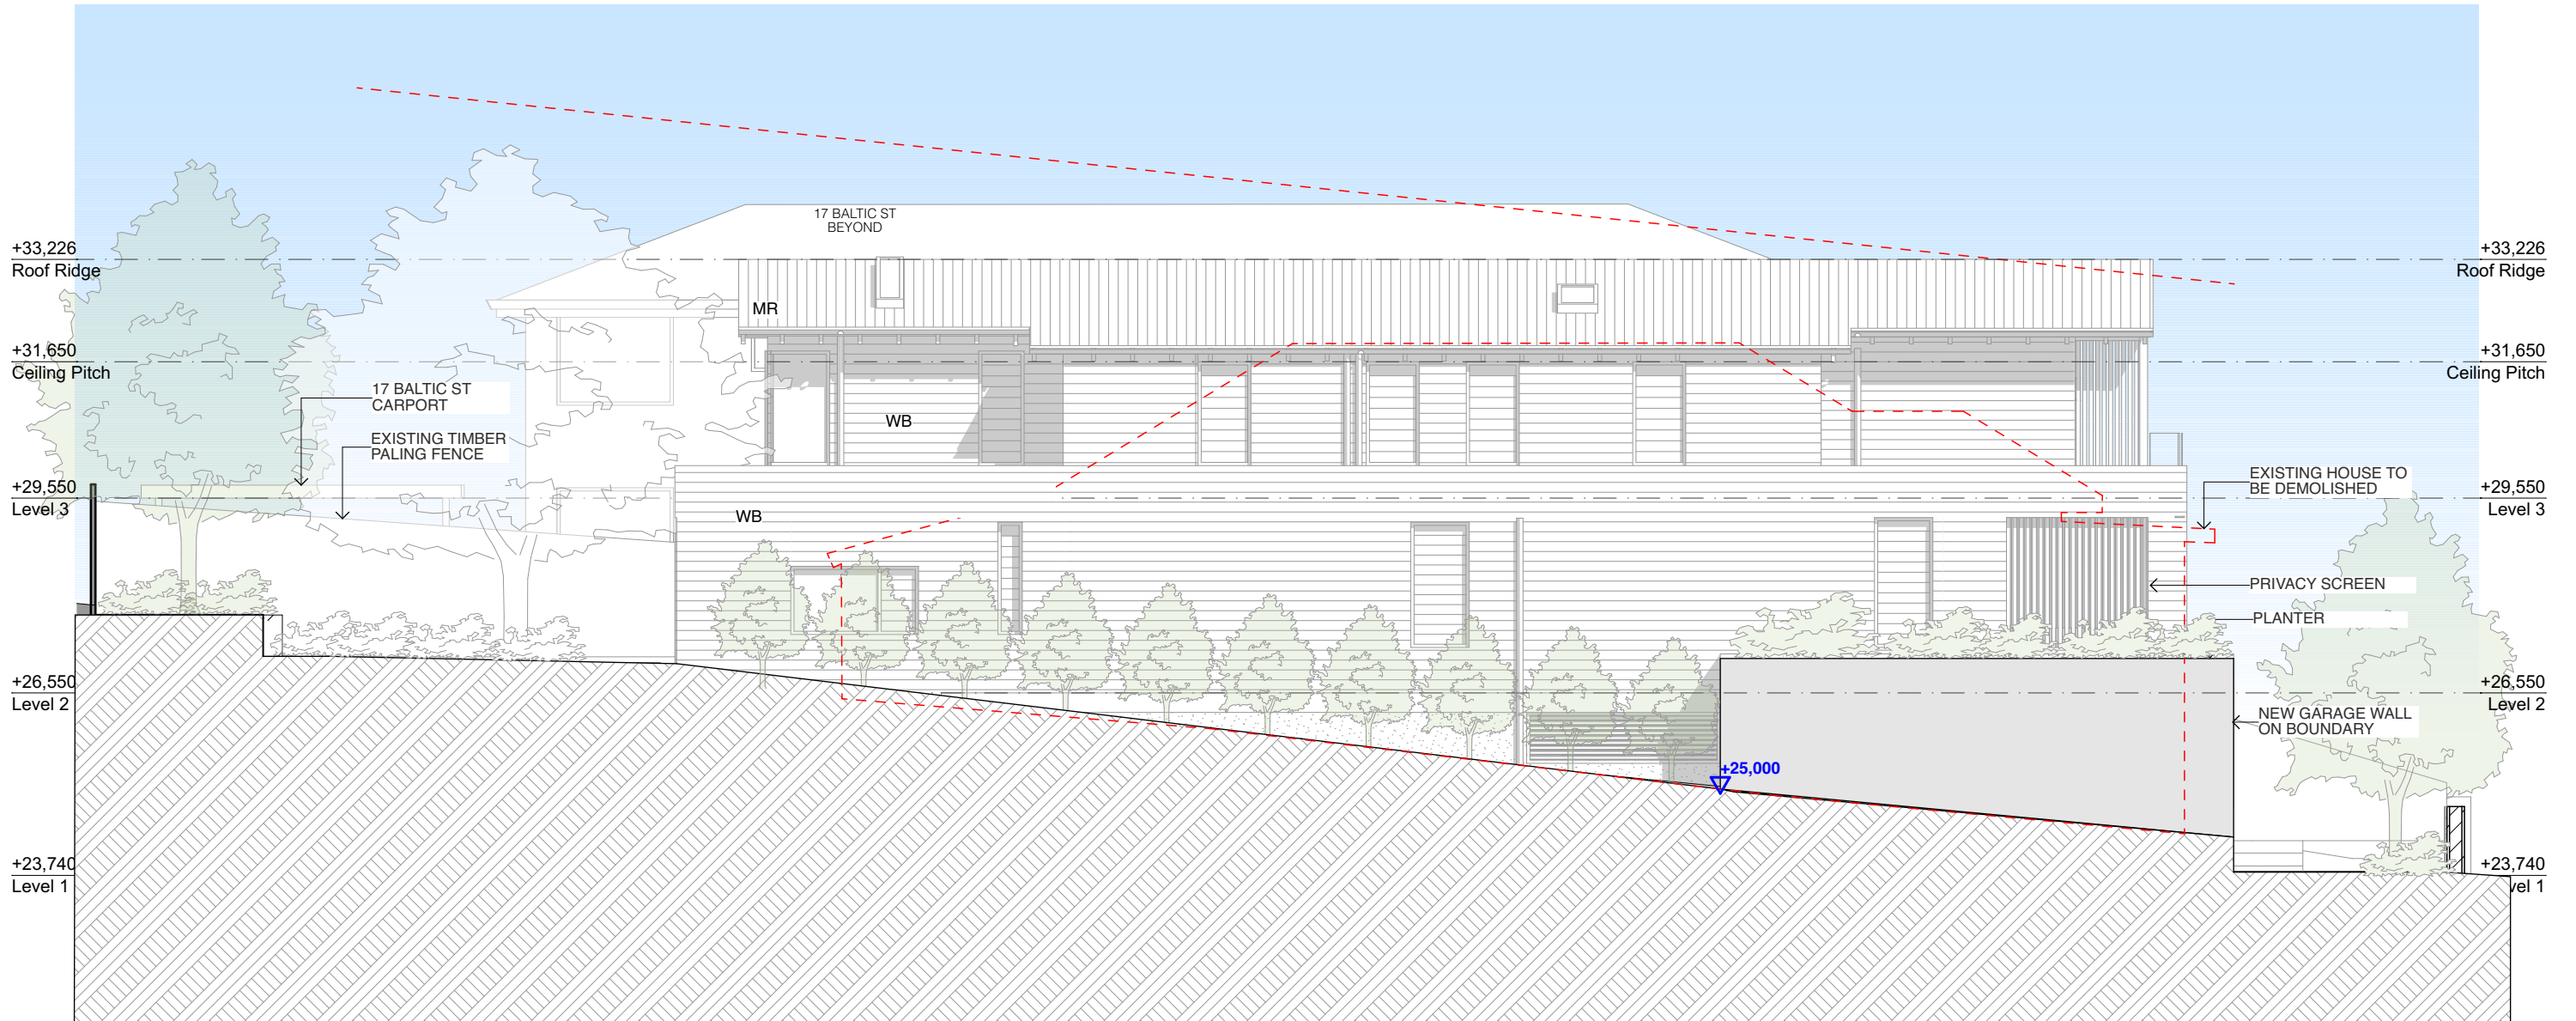 17 BALTIC ST
BEYOND
+33,226
Roof Ridge
+33,226
Roof Ridge
MR
+31,650
Ceiling Pitch
+31,650
Ceiling Pitch
17 BALTIC ST
CARPORT
WB
EXISTING TIMBER
PALING FENCE
EXISTING HOUSE TO
BE DEMOLISHED
+29,550
Level 3
+29,550
Level 3
WB
PRIVACY SCREEN
PLANTER
+26,550
Level 2
+26,550
Level 2
NEW GARAGE WALL
ON BOUNDARY
+25,000
+23,740
Level 1
+23,740
vel 1